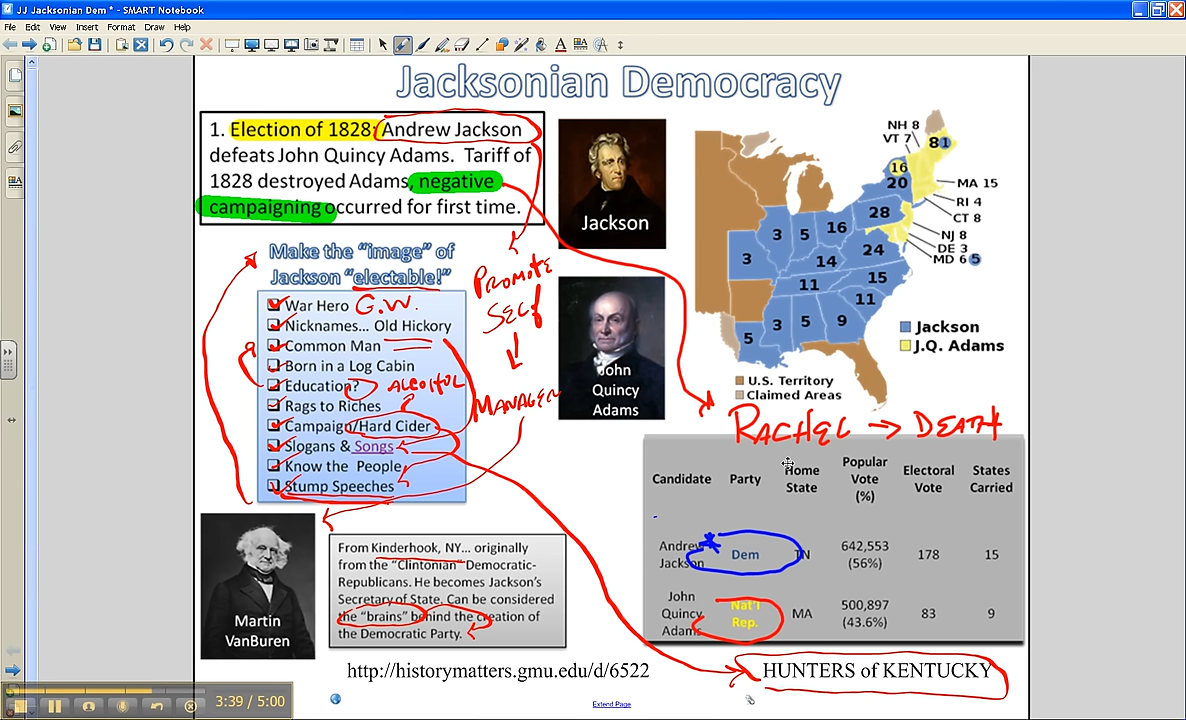 JJ Jacksonian Dem * - SMART Notebook
File Edit View Insert Format Draw Help
Jacksonian Democracy
1. Election of 1828: Andrew Jackson
defeats John Quincy Adams. Tariff of
1828 destroyed Adams, negative
campaigning occurred for first time.
Jackson
NH 8
VT 7
8 1
16
20
MA 15
RI 4
CT 8
NJ 8
DE 3
MD 6 5
28
3 5 16
24
3
14
15
11
11
5 3 5 9
Jackson
J.Q. Adams
U.S. Territory
Claimed Areas
Make the "image" of
Jackson "electable!"
War Hero G.W.
Nicknames... Old Hickory
Common Man
Born in a Log Cabin
Education? ALCOHOL
Rags to Riches
Campaign/Hard Cider
Slogans & Songs
Know the People
Stump Speeches
PROMOTE
SELF
MANAGER
John
Quincy
Adams
RACHEL → DEATH
Candidate Party Home State Popular Vote (%) Electoral Vote States Carried
Andrew Jackson Dem TN 642,553 (56%) 178 15
John Quincy Adams Nat'l Rep. MA 500,897 (43.6%) 83 9
Martin
VanBuren
From Kinderhook, NY... originally
from the "Clintonian" Democratic-
Republicans. He becomes Jackson's
Secretary of State. Can be considered
the "brains" behind the creation of
the Democratic Party.
http://historymatters.gmu.edu/d/6522
HUNTERS of KENTUCKY
3:39 / 5:00
Extend Page